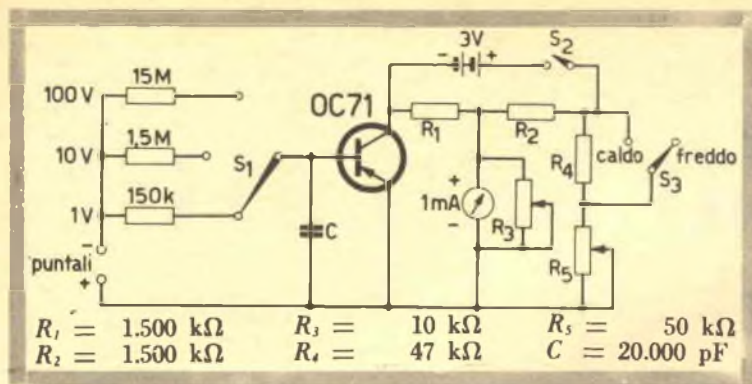 3V
- +
S2
100 V 15M
OC71
R1 R2
10 V 1,5M
S1
R4 caldo freddo
S3
1V 150k
+
1mA
-
R3
C
R5
-
puntali
+
R1 = 1.500 kΩ R3 = 10 kΩ R5 = 50 kΩ
R2 = 1.500 kΩ R4 = 47 kΩ C = 20.000 pF